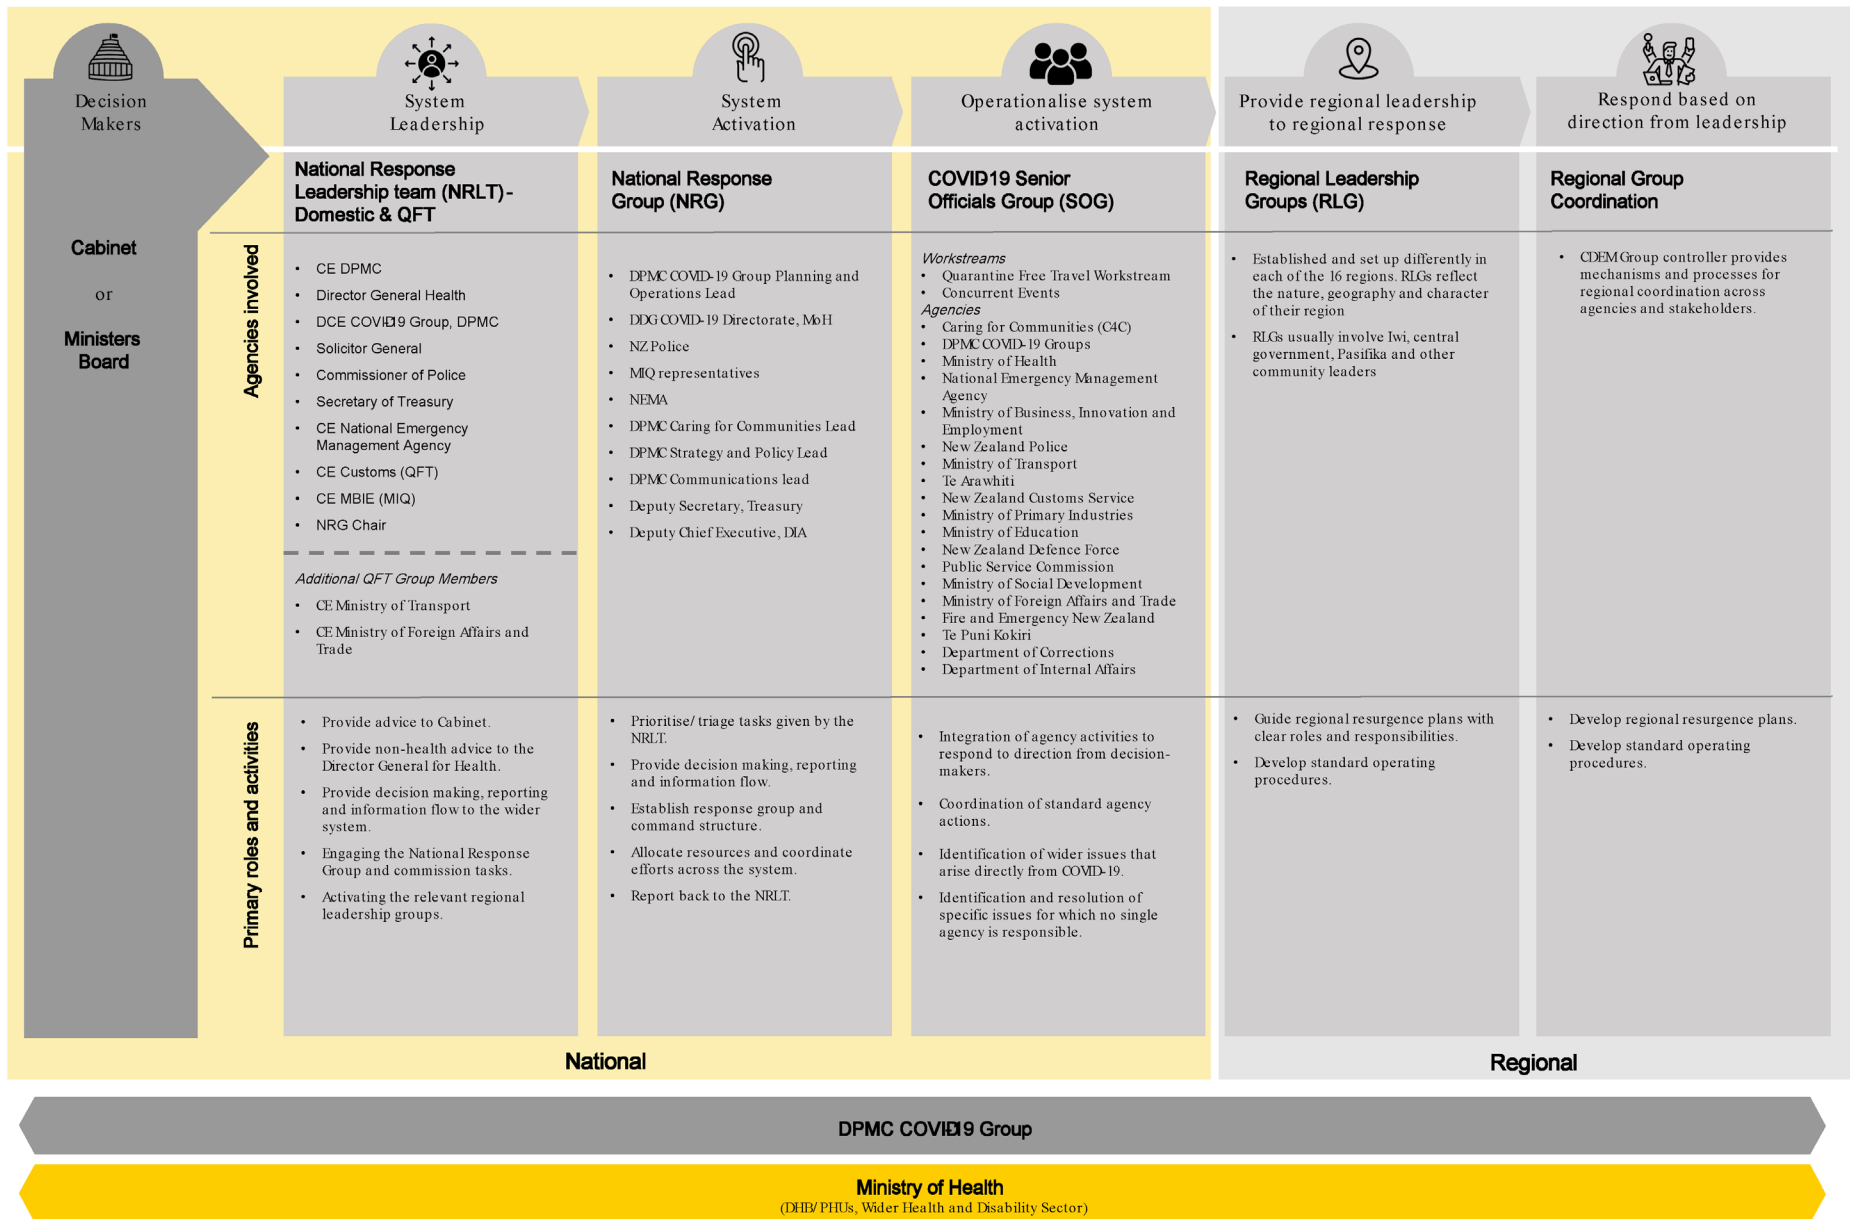 Decision
Makers
System
Leadership
System
Activation
Operationalise system
activation
Provide regional leadership
to regional response
Respond based on
direction from leadership
Cabinet
or
Ministers
Board
National Response
Leadership team (NRLT) -
Domestic & QFT
National Response
Group (NRG)
COVID19 Senior
Officials Group (SOG)
Regional Leadership
Groups (RLG)
Regional Group
Coordination
Agencies involved
• CE DPMC
• Director General Health
• DCE COVID-19 Group, DPMC
• Solicitor General
• Commissioner of Police
• Secretary of Treasury
• CE National Emergency
Management Agency
• CE Customs (QFT)
• CE MBIE (MIQ)
• NRG Chair
Additional QFT Group Members
• CE Ministry of Transport
• CE Ministry of Foreign Affairs and
Trade
• DPMC COVID-19 Group Planning and
Operations Lead
• DDG COVID-19 Directorate, MoH
• NZ Police
• MIQ representatives
• NEMA
• DPMC Caring for Communities Lead
• DPMC Strategy and Policy Lead
• DPMC Communications lead
• Deputy Secretary, Treasury
• Deputy Chief Executive, DIA
Workstreams
• Quarantine Free Travel Workstream
• Concurrent Events
Agencies
• Caring for Communities (C4C)
• DPMC COVID-19 Groups
• Ministry of Health
• National Emergency Management
Agency
• Ministry of Business, Innovation and
Employment
• New Zealand Police
• Ministry of Transport
• Te Arawhiti
• New Zealand Customs Service
• Ministry of Primary Industries
• Ministry of Education
• New Zealand Defence Force
• Public Service Commission
• Ministry of Social Development
• Ministry of Foreign Affairs and Trade
• Fire and Emergency New Zealand
• Te Puni Kokiri
• Department of Corrections
• Department of Internal Affairs
• Established and set up differently in
each of the 16 regions. RLGs reflect
the nature, geography and character
of their region
• RLGs usually involve Iwi, central
government, Pasifika and other
community leaders
• CDEM Group controller provides
mechanisms and processes for
regional coordination across
agencies and stakeholders.
Primary roles and activities
• Provide advice to Cabinet.
• Provide non-health advice to the
Director General for Health.
• Provide decision making, reporting
and information flow to the wider
system.
• Engaging the National Response
Group and commission tasks.
• Activating the relevant regional
leadership groups.
• Prioritise/ triage tasks given by the
NRLT.
• Provide decision making, reporting
and information flow.
• Establish response group and
command structure.
• Allocate resources and coordinate
efforts across the system.
• Report back to the NRLT.
• Integration of agency activities to
respond to direction from decision-
makers.
• Coordination of standard agency
actions.
• Identification of wider issues that
arise directly from COVID-19.
• Identification and resolution of
specific issues for which no single
agency is responsible.
• Guide regional resurgence plans with
clear roles and responsibilities.
• Develop standard operating
procedures.
• Develop regional resurgence plans.
• Develop standard operating
procedures.
National
Regional
DPMC COVID-19 Group
Ministry of Health
(DHB/ PHUs, Wider Health and Disability Sector)